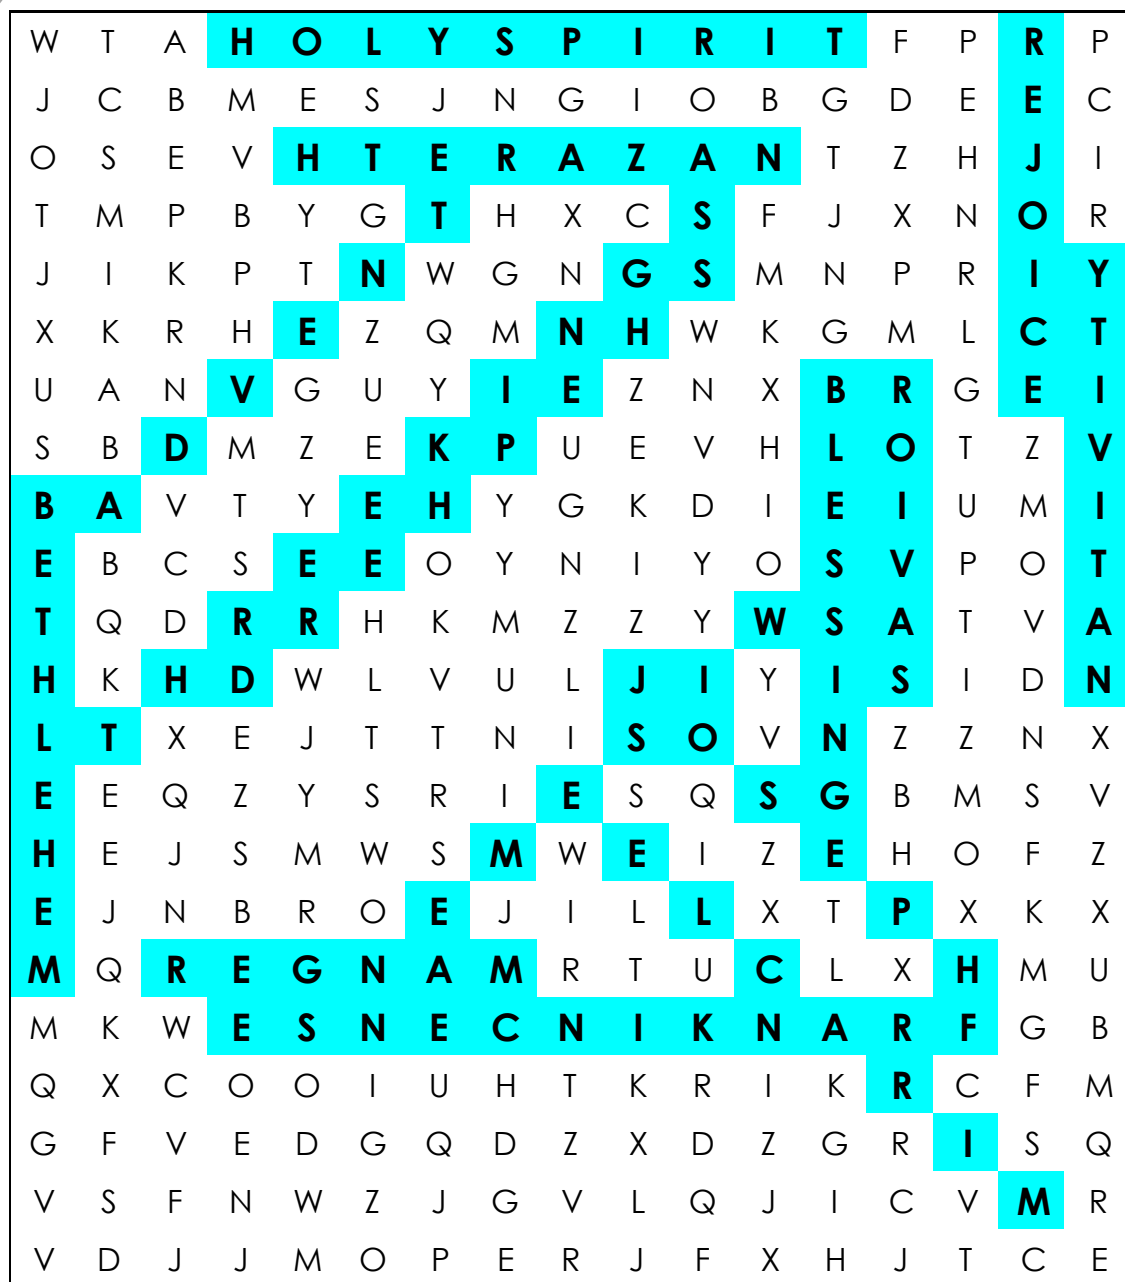 W T A H O L Y S P I R I T F P R P
J C B M E S J N G I O B G D E E C
O S E V H T E R A Z A N T Z H J I
T M P B Y G T H X C S F J X N O R
J I K P T N W G N G S M N P R I Y
X K R H E Z Q M N H W K G M L C T
U A N V G U Y I E Z N X B R G E I
S B D M Z E K P U E V H L O T Z V
B A V T Y E H Y G K D I E I U M I
E B C S E E O Y N I Y O S V P O T
T Q D R R H K M Z Z Y W S A T V A
H K H D W L V U L J I Y I S I D N
L T X E J T T N I S O V N Z Z N X
E E Q Z Y S R I E S Q S G B M S V
H E J S M W S M W E I Z E H O F Z
E J N B R O E J I L L X T P X K X
M Q R E G N A M R T U C L X H M U
M K W E S N E C N I K N A R F G B
Q X C O O I U H T K R I K R C F M
G F V E D G Q D Z X D Z G R I S Q
V S F N W Z J G V L Q J I C V M R
V D J J M O P E R J F X H J T C E